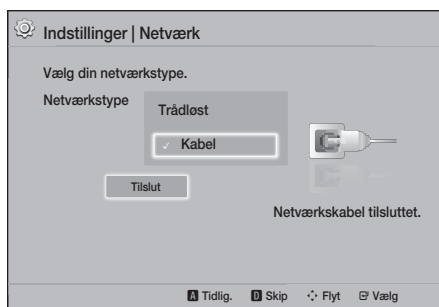 Indstillinger | Netværk
Vælg din netværkstype.
Netværkstype
Trådløst
✓ Kabel
Tilslut
Netværkskabel tilsluttet.
A Tidlig. D Skip Flyt Vælg